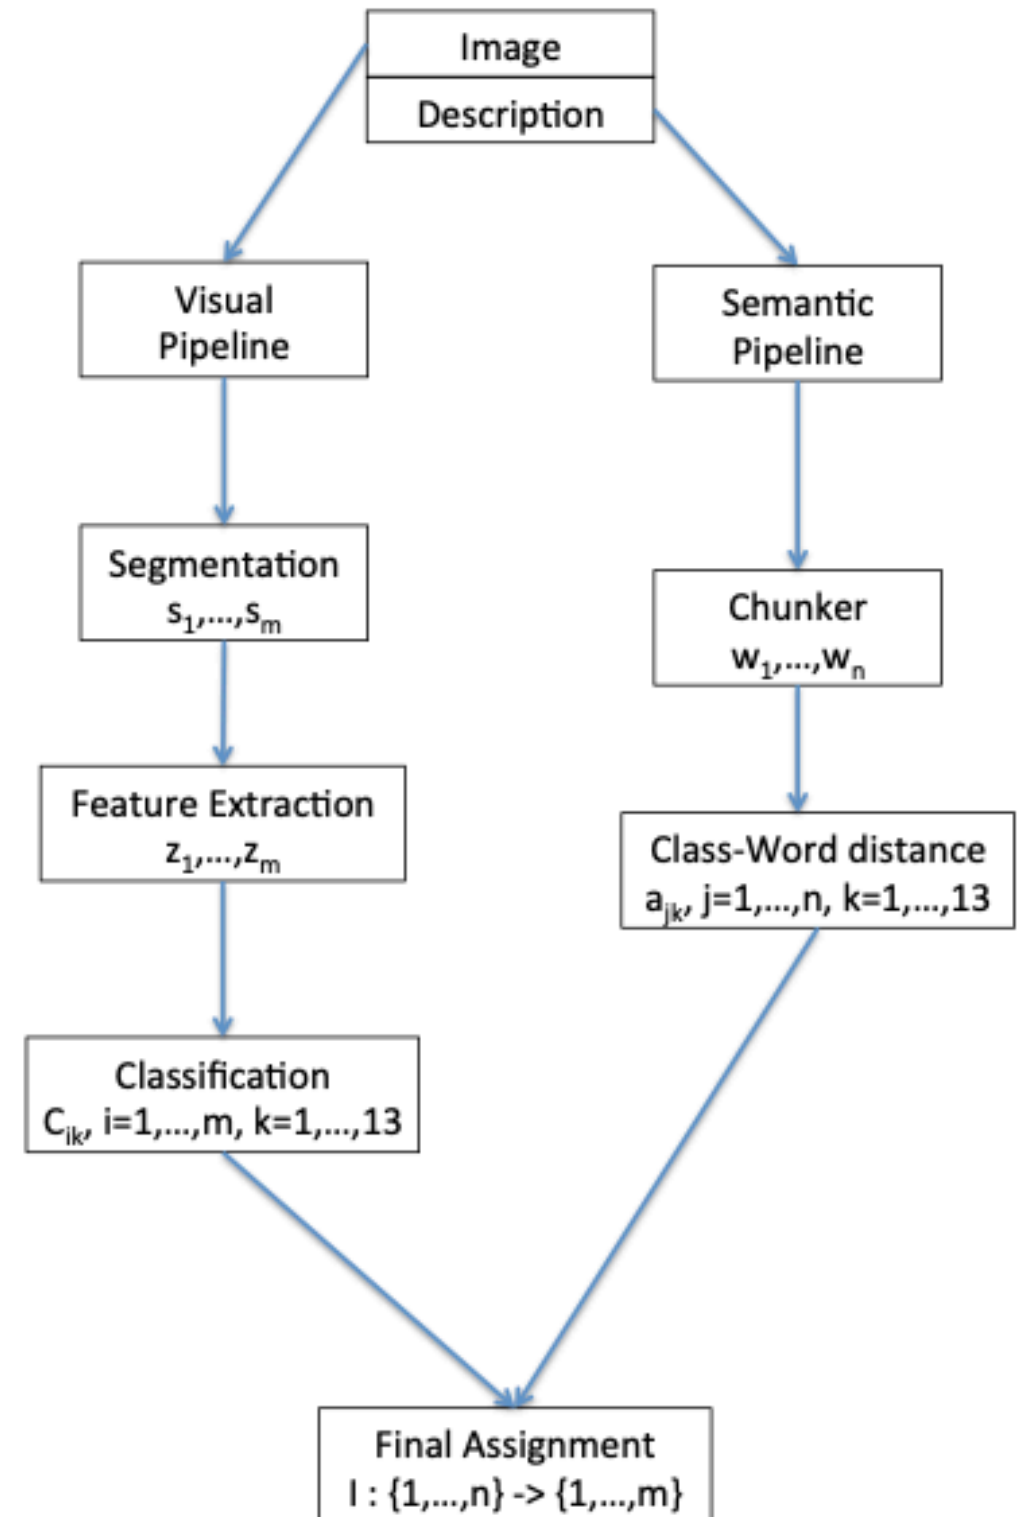 Image
Description
Visual
Pipeline
Semantic
Pipeline
Segmentation
s₁,...,sₘ
Chunker
w₁,...,wₙ
Feature Extraction
z₁,...,zₘ
Class-Word distance
aⱼₖ, j=1,...,n, k=1,...,13
Classification
Cᵢₖ, i=1,...,m, k=1,...,13
Final Assignment
I : {1,...,n} -> {1,...,m}